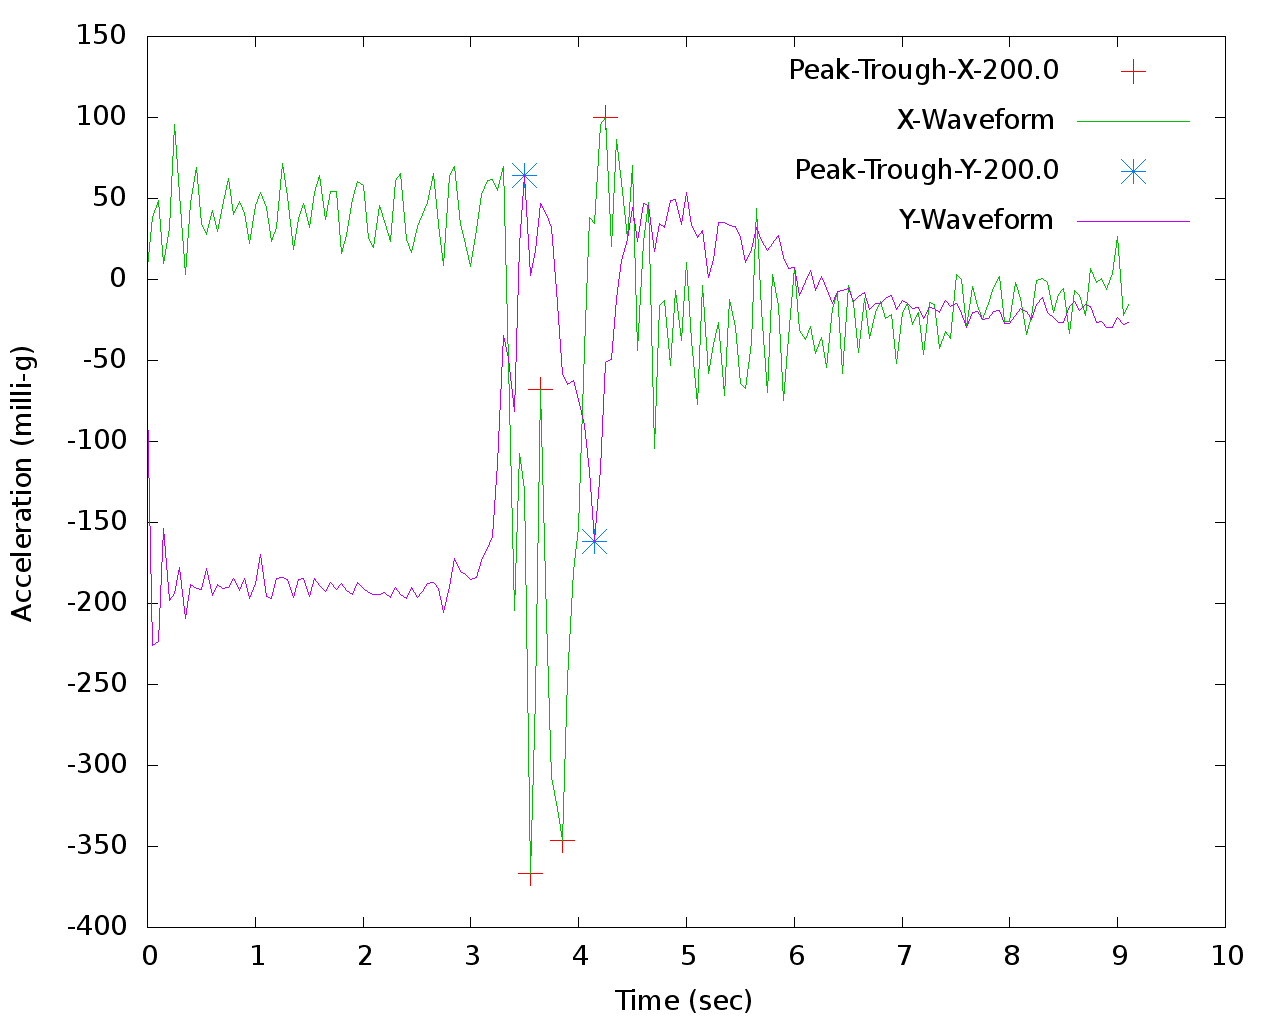 150
100
50
0
-50
-100
-150
-200
-250
-300
-350
-400
Acceleration (milli-g)
Peak-Trough-X-200.0
X-Waveform
Peak-Trough-Y-200.0
Y-Waveform
0 1 2 3 4 5 6 7 8 9 10
Time (sec)